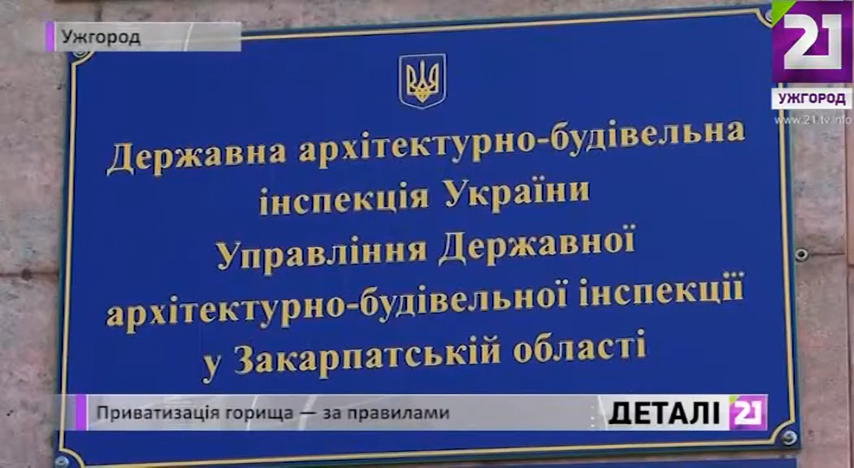 Ужгород
21
УЖГОРОД
www.21.tv.info
Державна архітектурно-будівельна
інспекція України
Управління Державної
архітектурно-будівельної інспекції
у Закарпатській області
Приватизація горища — за правилами
ДЕТАЛІ 21